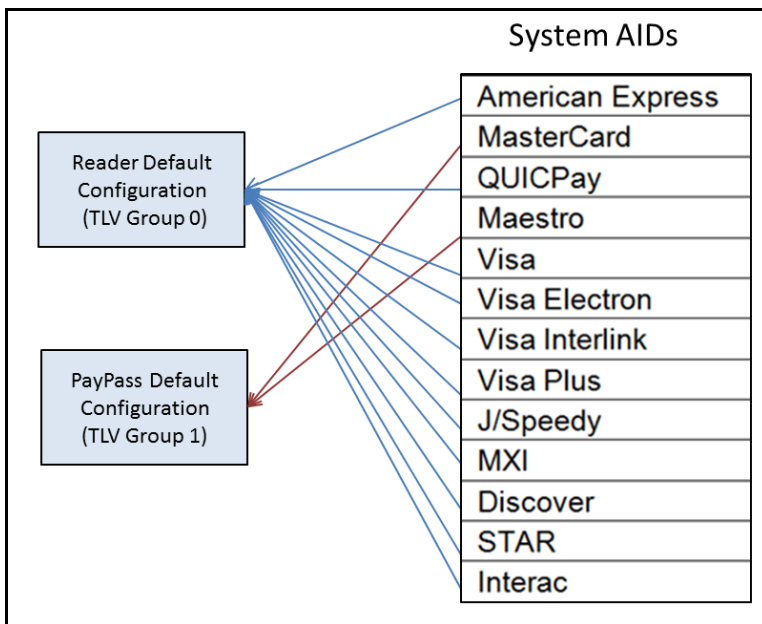 System AIDs
Reader Default
Configuration
(TLV Group 0)
PayPass Default
Configuration
(TLV Group 1)
American Express
MasterCard
QUICPay
Maestro
Visa
Visa Electron
Visa Interlink
Visa Plus
J/Speedy
MXI
Discover
STAR
Interac